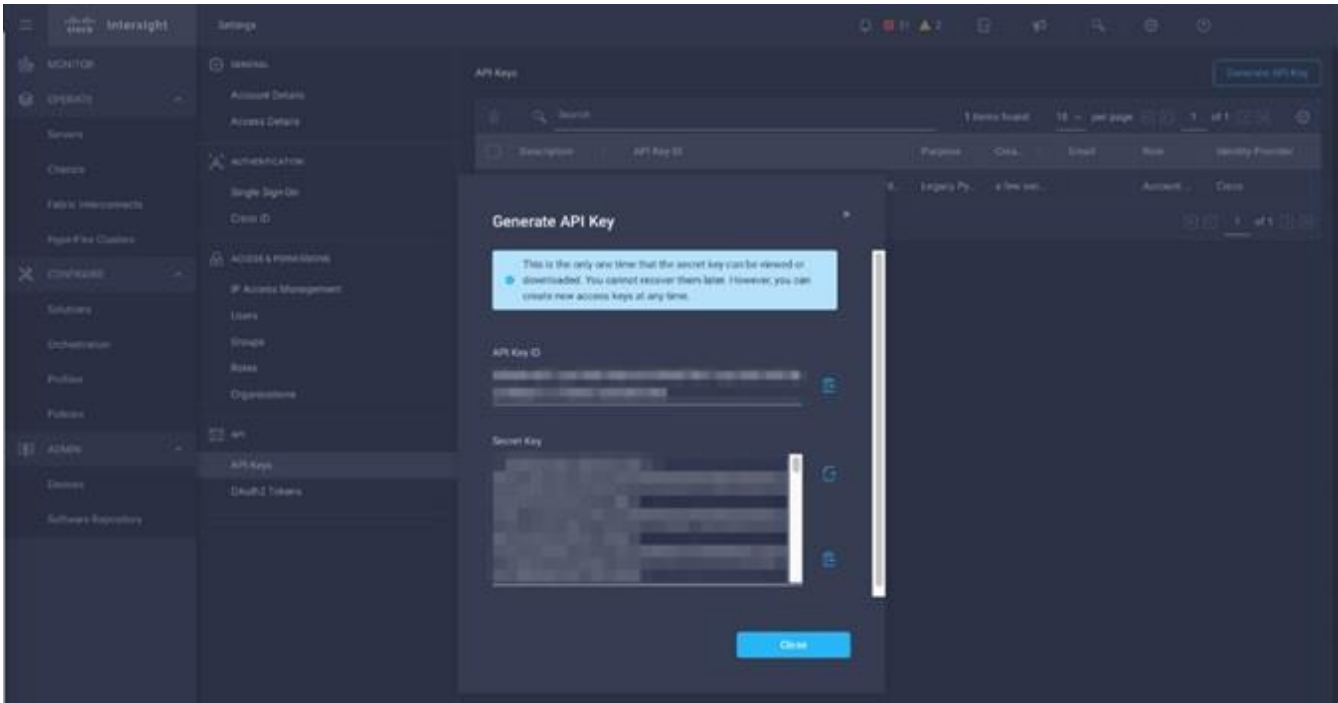 cisco Intersight
Settings
31 2
MONITOR
OPERATE
Servers
Chassis
Fabric Interconnects
HyperFlex Clusters
CONFIGURE
Solutions
Orchestration
Profiles
Policies
ADMIN
Devices
Software Repository
GENERAL
Account Details
Access Details
AUTHENTICATION
Single Sign-On
Cisco ID
ACCESS & PERMISSIONS
IP Access Management
Users
Groups
Roles
Organizations
API
API Keys
OAuth2 Tokens
API Keys
Generate API Key
Search
1 items found 10 per page 1 of 1
Description API Key ID Purpose Crea... Email Role Identity Provider
Legacy Py... a few sec... Account ... Cisco
1 of 1
Generate API Key
This is the only one time that the secret key can be viewed or
downloaded. You cannot recover them later. However, you can
create new access keys at any time.
API Key ID
Secret Key
Close